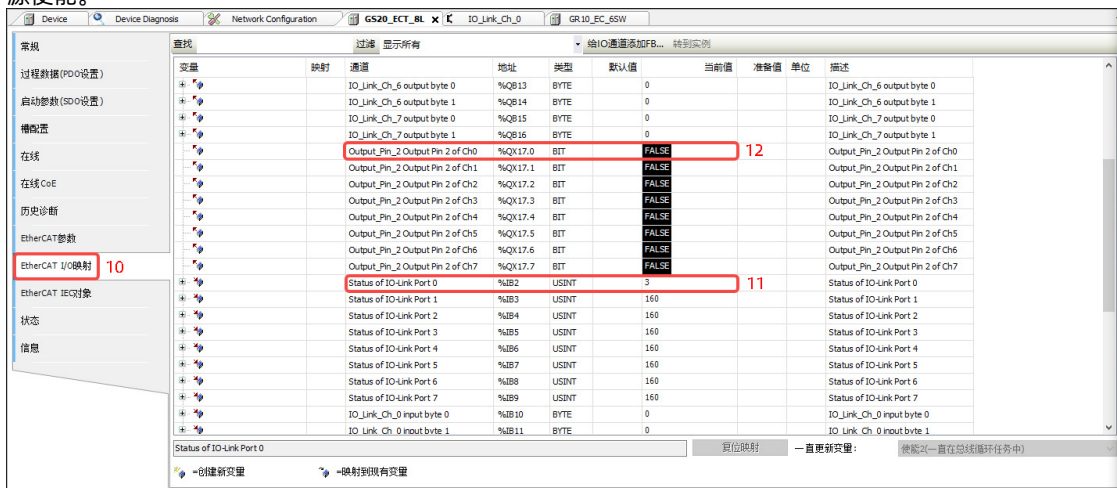 源使能。
Device Device Diagnosis Network Configuration GS20_ECT_8L IO_Link_Ch_0 GR10_EC_6SW
常规
过程数据(PDO设置)
启动参数(SDO设置)
槽配置
在线
在线CoE
历史诊断
EtherCAT参数
EtherCAT I/O映射 10
EtherCAT IEC对象
状态
信息
查找 过滤 显示所有 给IO通道添加FB... 转到实例
变量 映射 通道 地址 类型 默认值 当前值 准备值 单位 描述
IO_Link_Ch_6 output byte 0 %QB13 BYTE 0 IO_Link_Ch_6 output byte 0
IO_Link_Ch_6 output byte 1 %QB14 BYTE 0 IO_Link_Ch_6 output byte 1
IO_Link_Ch_7 output byte 0 %QB15 BYTE 0 IO_Link_Ch_7 output byte 0
IO_Link_Ch_7 output byte 1 %QB16 BYTE 0 IO_Link_Ch_7 output byte 1
Output_Pin_2 Output Pin 2 of Ch0 %QX17.0 BIT FALSE 12 Output_Pin_2 Output Pin 2 of Ch0
Output_Pin_2 Output Pin 2 of Ch1 %QX17.1 BIT FALSE Output_Pin_2 Output Pin 2 of Ch1
Output_Pin_2 Output Pin 2 of Ch2 %QX17.2 BIT FALSE Output_Pin_2 Output Pin 2 of Ch2
Output_Pin_2 Output Pin 2 of Ch3 %QX17.3 BIT FALSE Output_Pin_2 Output Pin 2 of Ch3
Output_Pin_2 Output Pin 2 of Ch4 %QX17.4 BIT FALSE Output_Pin_2 Output Pin 2 of Ch4
Output_Pin_2 Output Pin 2 of Ch5 %QX17.5 BIT FALSE Output_Pin_2 Output Pin 2 of Ch5
Output_Pin_2 Output Pin 2 of Ch6 %QX17.6 BIT FALSE Output_Pin_2 Output Pin 2 of Ch6
Output_Pin_2 Output Pin 2 of Ch7 %QX17.7 BIT FALSE Output_Pin_2 Output Pin 2 of Ch7
Status of IO-Link Port 0 %IB2 USINT 3 11 Status of IO-Link Port 0
Status of IO-Link Port 1 %IB3 USINT 160 Status of IO-Link Port 1
Status of IO-Link Port 2 %IB4 USINT 160 Status of IO-Link Port 2
Status of IO-Link Port 3 %IB5 USINT 160 Status of IO-Link Port 3
Status of IO-Link Port 4 %IB6 USINT 160 Status of IO-Link Port 4
Status of IO-Link Port 5 %IB7 USINT 160 Status of IO-Link Port 5
Status of IO-Link Port 6 %IB8 USINT 160 Status of IO-Link Port 6
Status of IO-Link Port 7 %IB9 USINT 160 Status of IO-Link Port 7
IO_Link_Ch_0 input byte 0 %IB10 BYTE 0 IO_Link_Ch_0 input byte 0
IO_Link_Ch_0 input byte 1 %IB11 BYTE 0 IO_Link_Ch_0 input byte 1
Status of IO-Link Port 0 复位映射 一直更新变量: 使能2(一直在总线循环任务中)
=创建新变量 =映射到现有变量